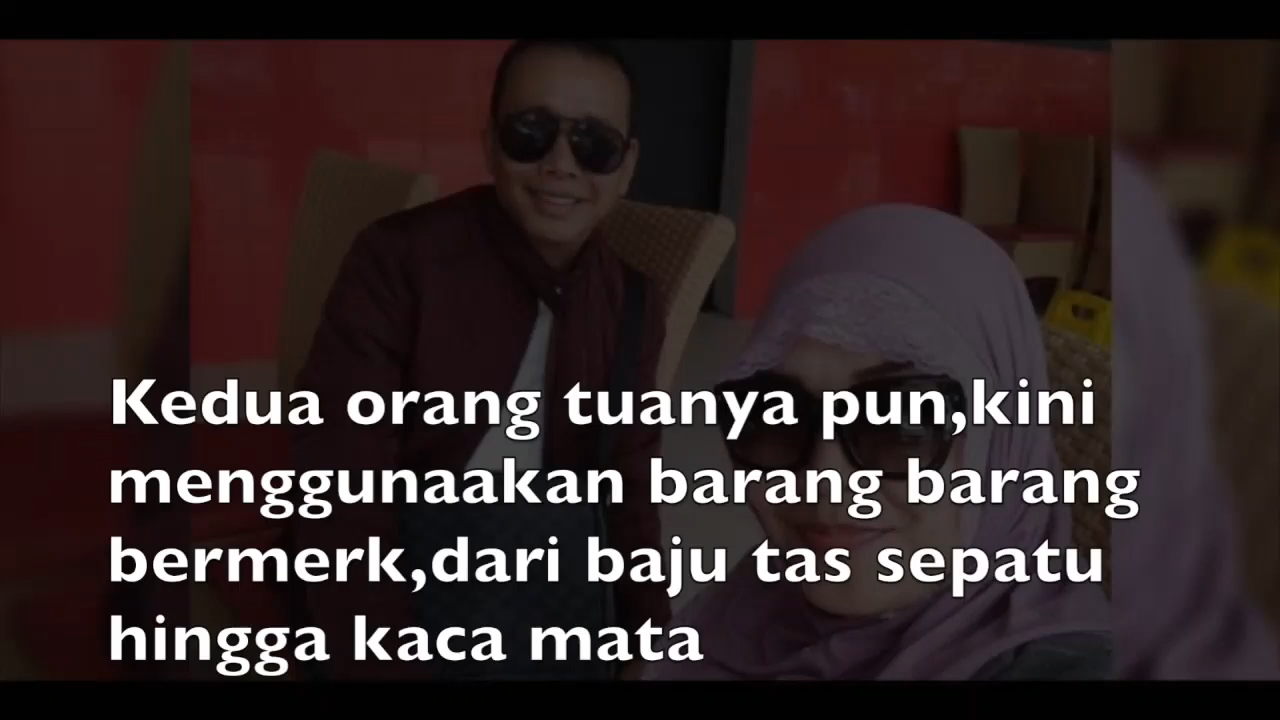 Kedua orang tuanya pun,kini
menggunaakan barang barang
bermerk,dari baju tas sepatu
hingga kaca mata